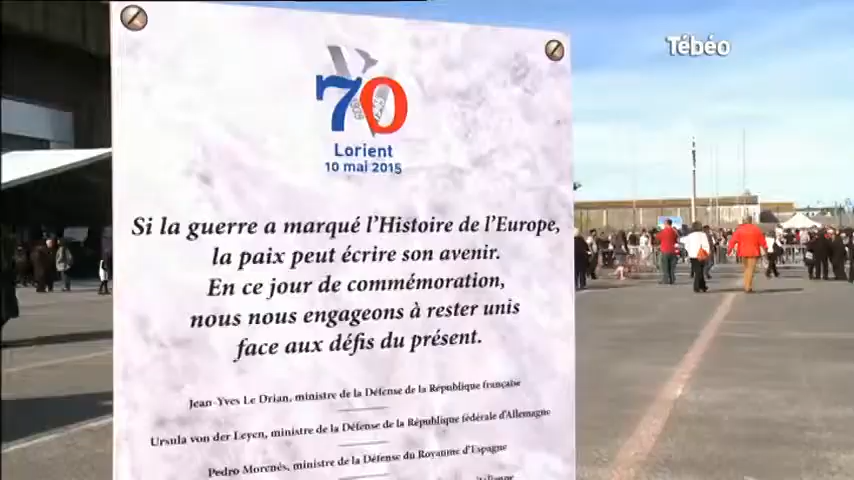 Tébéo
70
Lorient
10 mai 2015
Si la guerre a marqué l'Histoire de l'Europe,
la paix peut écrire son avenir.
En ce jour de commémoration,
nous nous engageons à rester unis
face aux défis du présent.
Jean-Yves Le Drian, ministre de la Défense de la République française
Ursula von der Leyen, ministre de la Défense de la République fédérale d'Allemagne
Pedro Morenés, ministre de la Défense du Royaume d'Espagne